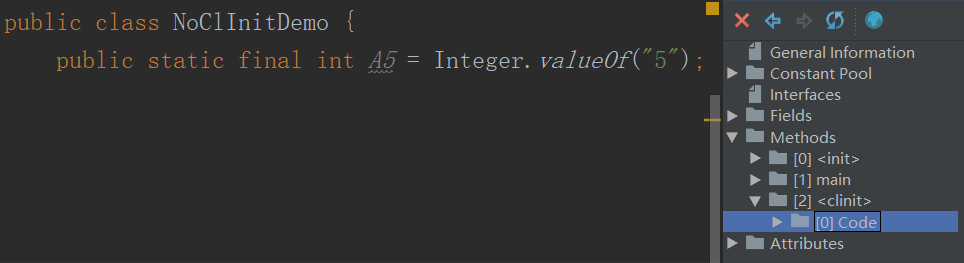 public class NoClInitDemo {
public static final int A5 = Integer.valueOf("5");
General Information
Constant Pool
Interfaces
Fields
Methods
[0] <init>
[1] main
[2] <clinit>
[0] Code
Attributes